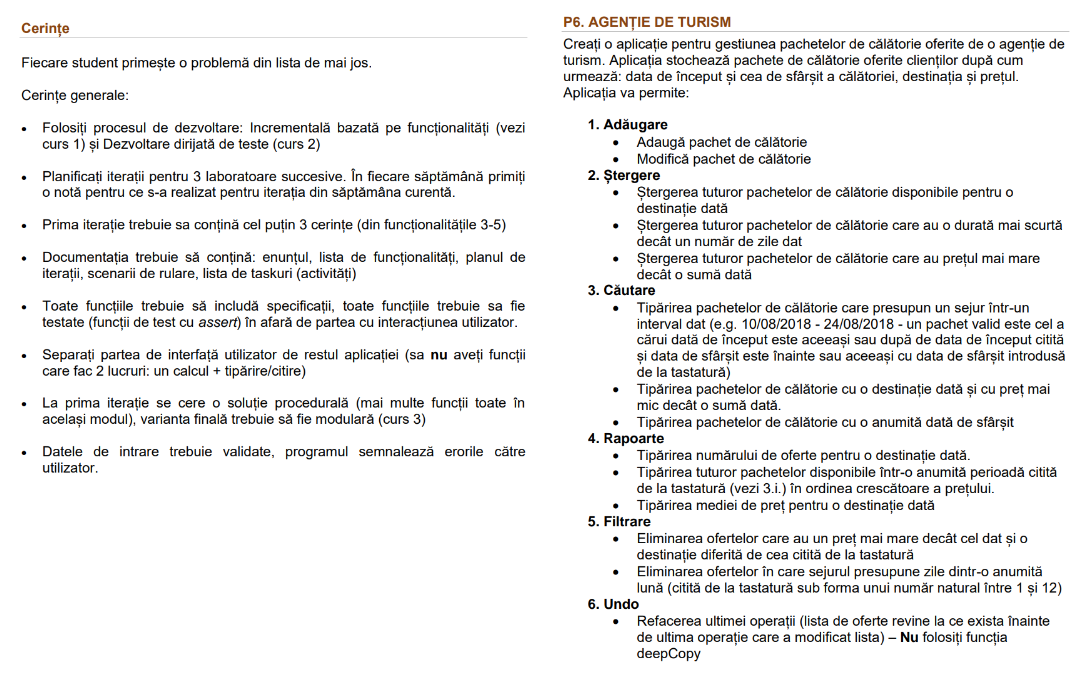 Cerințe
Fiecare student primește o problemă din lista de mai jos.
Cerințe generale:
• Folosiți procesul de dezvoltare: Incrementală bazată pe funcționalități (vezi
curs 1) și Dezvoltare dirijată de teste (curs 2)
• Planificați iterații pentru 3 laboratoare succesive. În fiecare săptămână primiți
o notă pentru ce s-a realizat pentru iterația din săptămâna curentă.
• Prima iterație trebuie sa conțină cel puțin 3 cerințe (din funcționalitățile 3-5)
• Documentația trebuie să conțină: enunțul, lista de funcționalități, planul de
iterații, scenarii de rulare, lista de taskuri (activități)
• Toate funcțiile trebuie să includă specificații, toate funcțiile trebuie sa fie
testate (funcții de test cu assert) în afară de partea cu interacțiunea utilizator.
• Separați partea de interfață utilizator de restul aplicației (sa nu aveți funcții
care fac 2 lucruri: un calcul + tipărire/citire)
• La prima iterație se cere o soluție procedurală (mai multe funcții toate în
același modul), varianta finală trebuie să fie modulară (curs 3)
• Datele de intrare trebuie validate, programul semnalează erorile către
utilizator.
P6. AGENȚIE DE TURISM
Creați o aplicație pentru gestiunea pachetelor de călătorie oferite de o agenție de
turism. Aplicația stochează pachete de călătorie oferite clienților după cum
urmează: data de început și cea de sfârșit a călătoriei, destinația și prețul.
Aplicația va permite:
1. Adăugare
• Adaugă pachet de călătorie
• Modifică pachet de călătorie
2. Ștergere
• Ștergerea tuturor pachetelor de călătorie disponibile pentru o
destinație dată
• Ștergerea tuturor pachetelor de călătorie care au o durată mai scurtă
decât un număr de zile dat
• Ștergerea tuturor pachetelor de călătorie care au prețul mai mare
decât o sumă dată
3. Căutare
• Tipărirea pachetelor de călătorie care presupun un sejur într-un
interval dat (e.g. 10/08/2018 - 24/08/2018 - un pachet valid este cel a
cărui dată de început este aceeași sau după de data de început citită
și data de sfârșit este înainte sau aceeași cu data de sfârșit introdusă
de la tastatură)
• Tipărirea pachetelor de călătorie cu o destinație dată și cu preț mai
mic decât o sumă dată.
• Tipărirea pachetelor de călătorie cu o anumită dată de sfârșit
4. Rapoarte
• Tipărirea numărului de oferte pentru o destinație dată.
• Tipărirea tuturor pachetelor disponibile într-o anumită perioadă citită
de la tastatură (vezi 3.i.) în ordinea crescătoare a prețului.
• Tipărirea mediei de preț pentru o destinație dată
5. Filtrare
• Eliminarea ofertelor care au un preț mai mare decât cel dat și o
destinație diferită de cea citită de la tastatură
• Eliminarea ofertelor în care sejurul presupune zile dintr-o anumită
lună (citită de la tastatură sub forma unui număr natural între 1 și 12)
6. Undo
• Refacerea ultimei operații (lista de oferte revine la ce exista înainte
de ultima operație care a modificat lista) – Nu folosiți funcția
deepCopy